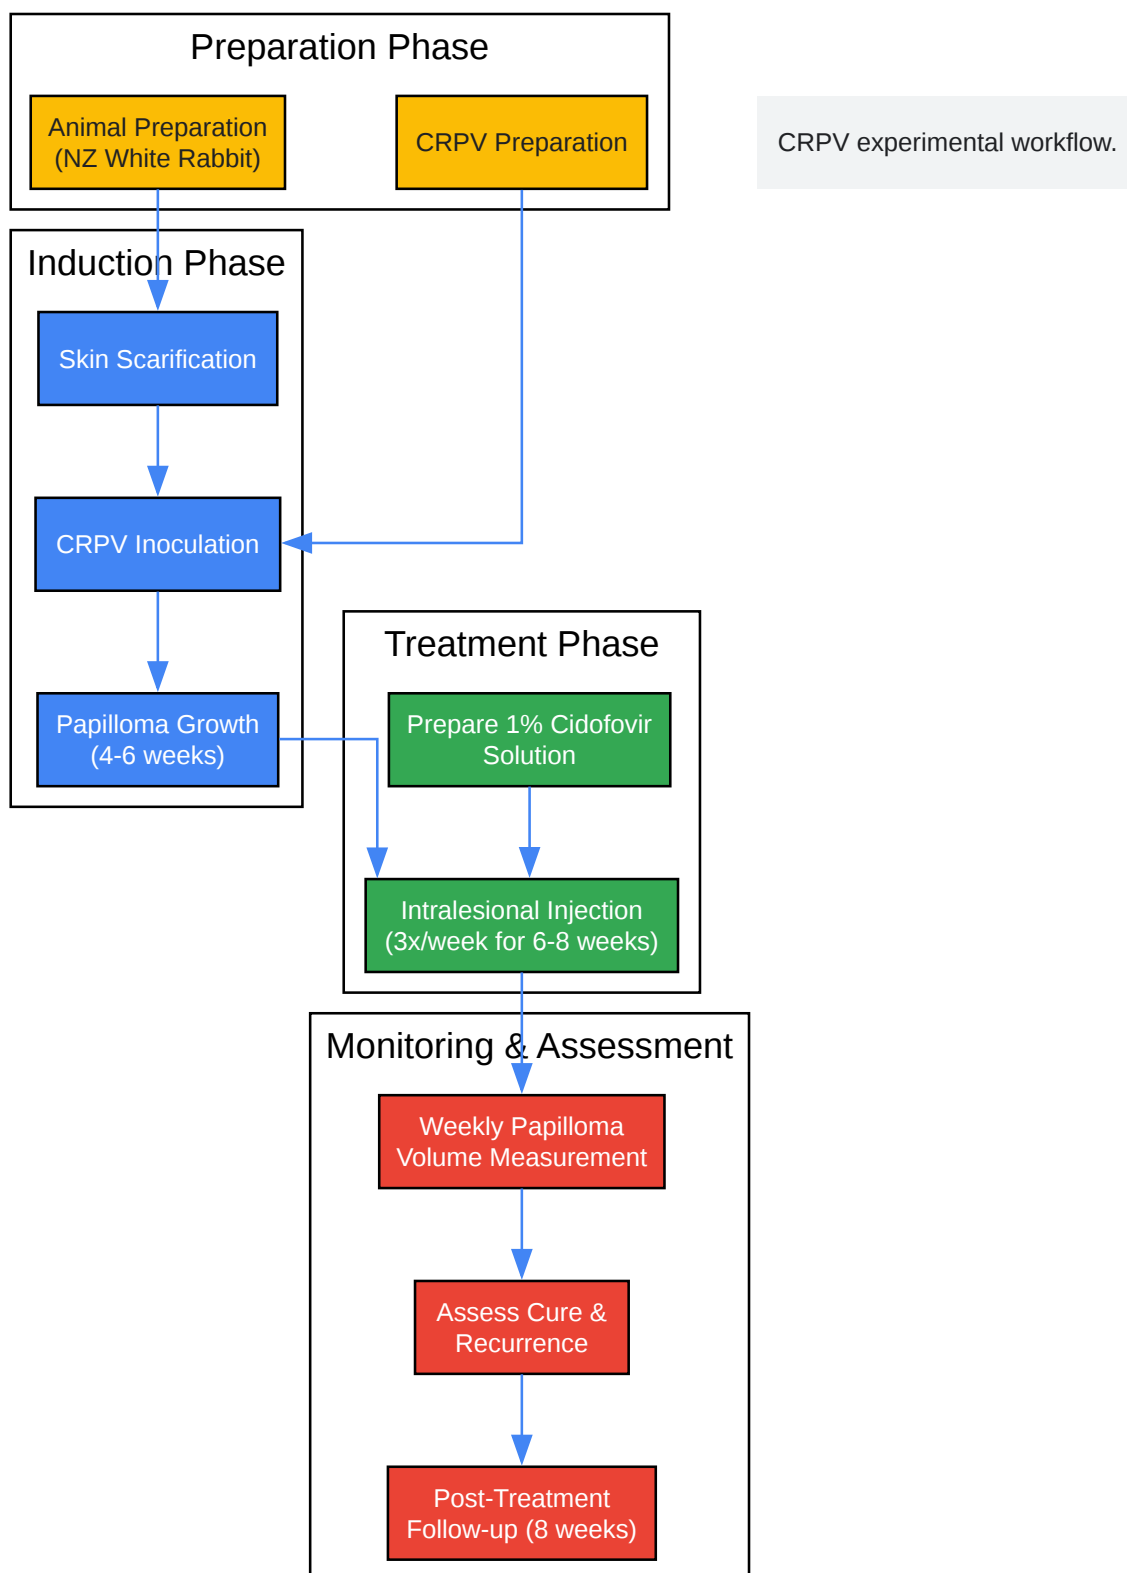 Preparation Phase
Animal Preparation
(NZ White Rabbit)
CRPV Preparation
CRPV experimental workflow.
Induction Phase
Skin Scarification
CRPV Inoculation
Papilloma Growth
(4-6 weeks)
Treatment Phase
Prepare 1% Cidofovir
Solution
Intralesional Injection
(3x/week for 6-8 weeks)
Monitoring & Assessment
Weekly Papilloma
Volume Measurement
Assess Cure &
Recurrence
Post-Treatment
Follow-up (8 weeks)